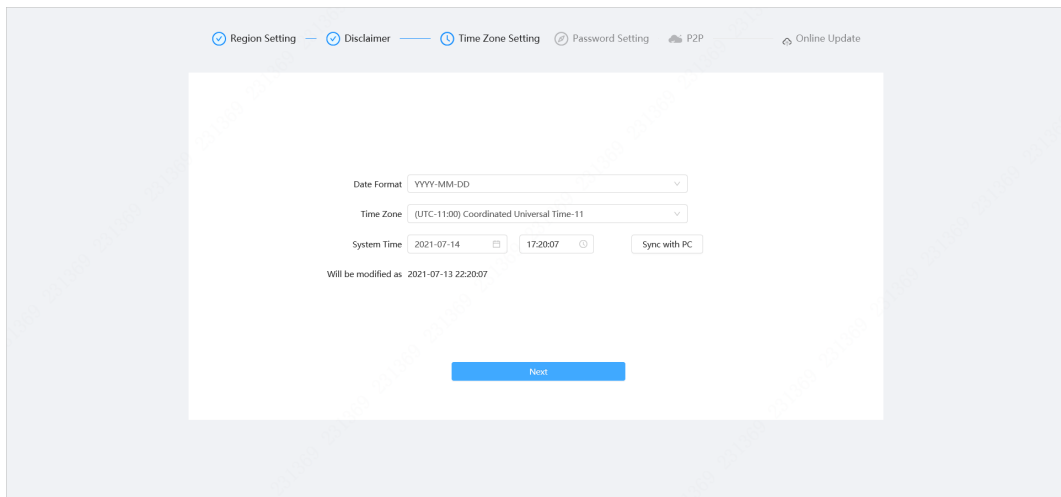 Region Setting Disclaimer Time Zone Setting Password Setting P2P Online Update
Date Format YYYY-MM-DD
Time Zone (UTC-11:00) Coordinated Universal Time-11
System Time 2021-07-14 17:20:07 Sync with PC
Will be modified as 2021-07-13 22:20:07
Next